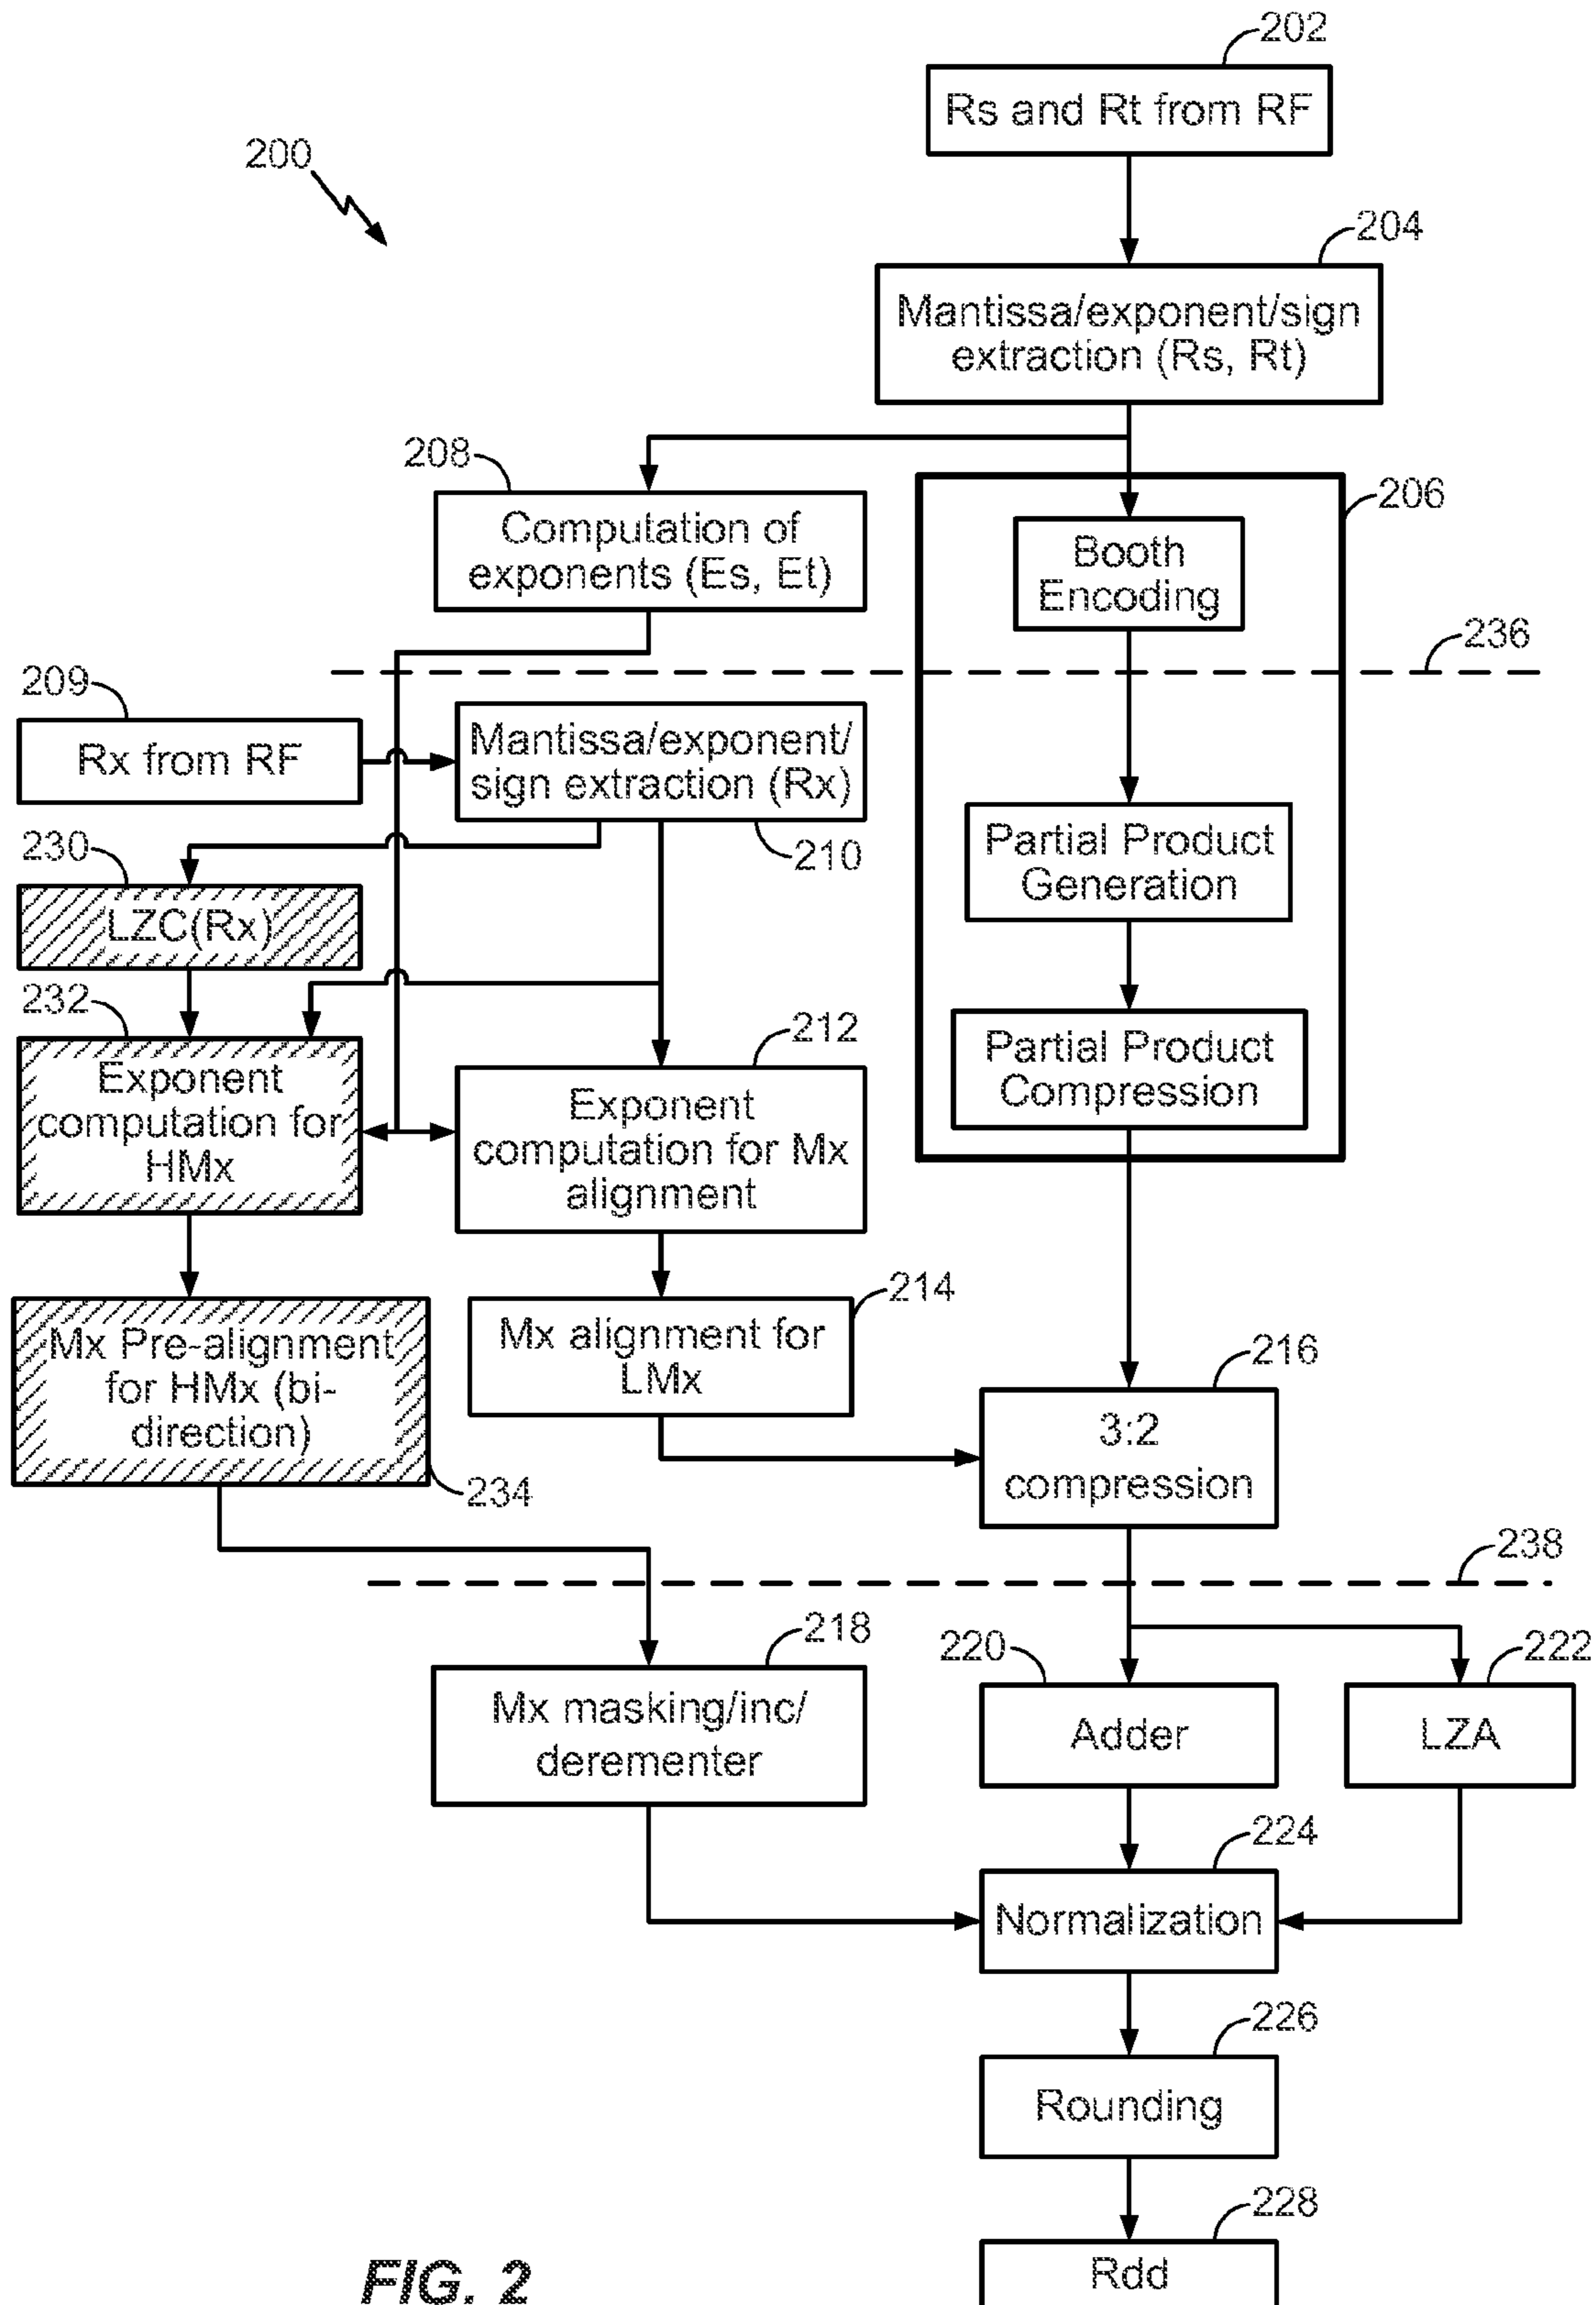 202
Rs and Rt from RF
200
204
Mantissa/exponent/sign
extraction (Rs, Rt)
208
Computation of
exponents (Es, Et)
206
Booth
Encoding
236
209
Rx from RF
Mantissa/exponent/
sign extraction (Rx)
210
Partial Product
Generation
230
LZC(Rx)
232
Exponent
computation for
HMx
212
Exponent
computation for Mx
alignment
Partial Product
Compression
Mx Pre-alignment
for HMx (bi-
direction)
234
214
Mx alignment for
LMx
216
3:2
compression
238
218
Mx masking/inc/
derementer
220
Adder
222
LZA
224
Normalization
226
Rounding
228
Rdd
FIG. 2